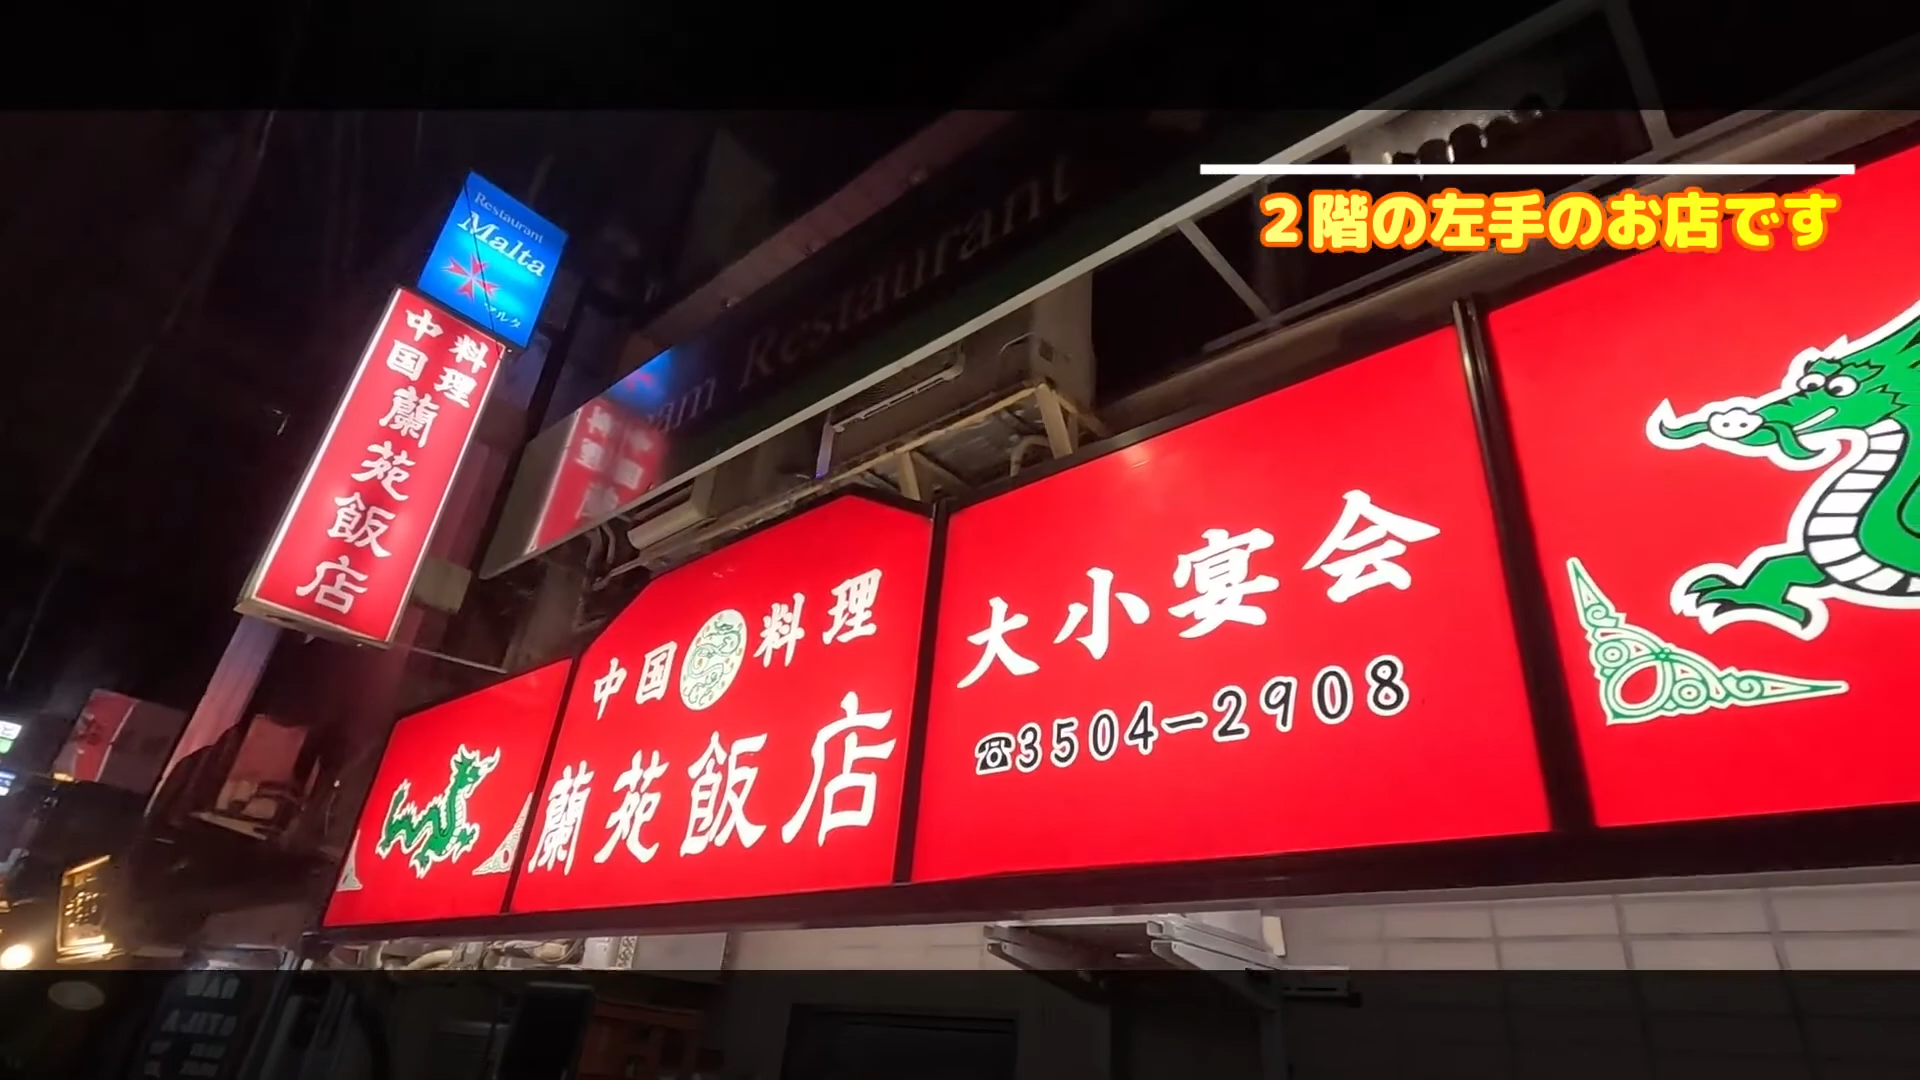 2階の左手のお店です
Restaurant
Malta
マルタ
中国料理
蘭苑飯店
Restaurant
中国料理
蘭苑飯店
大小宴会
☎3504-2908